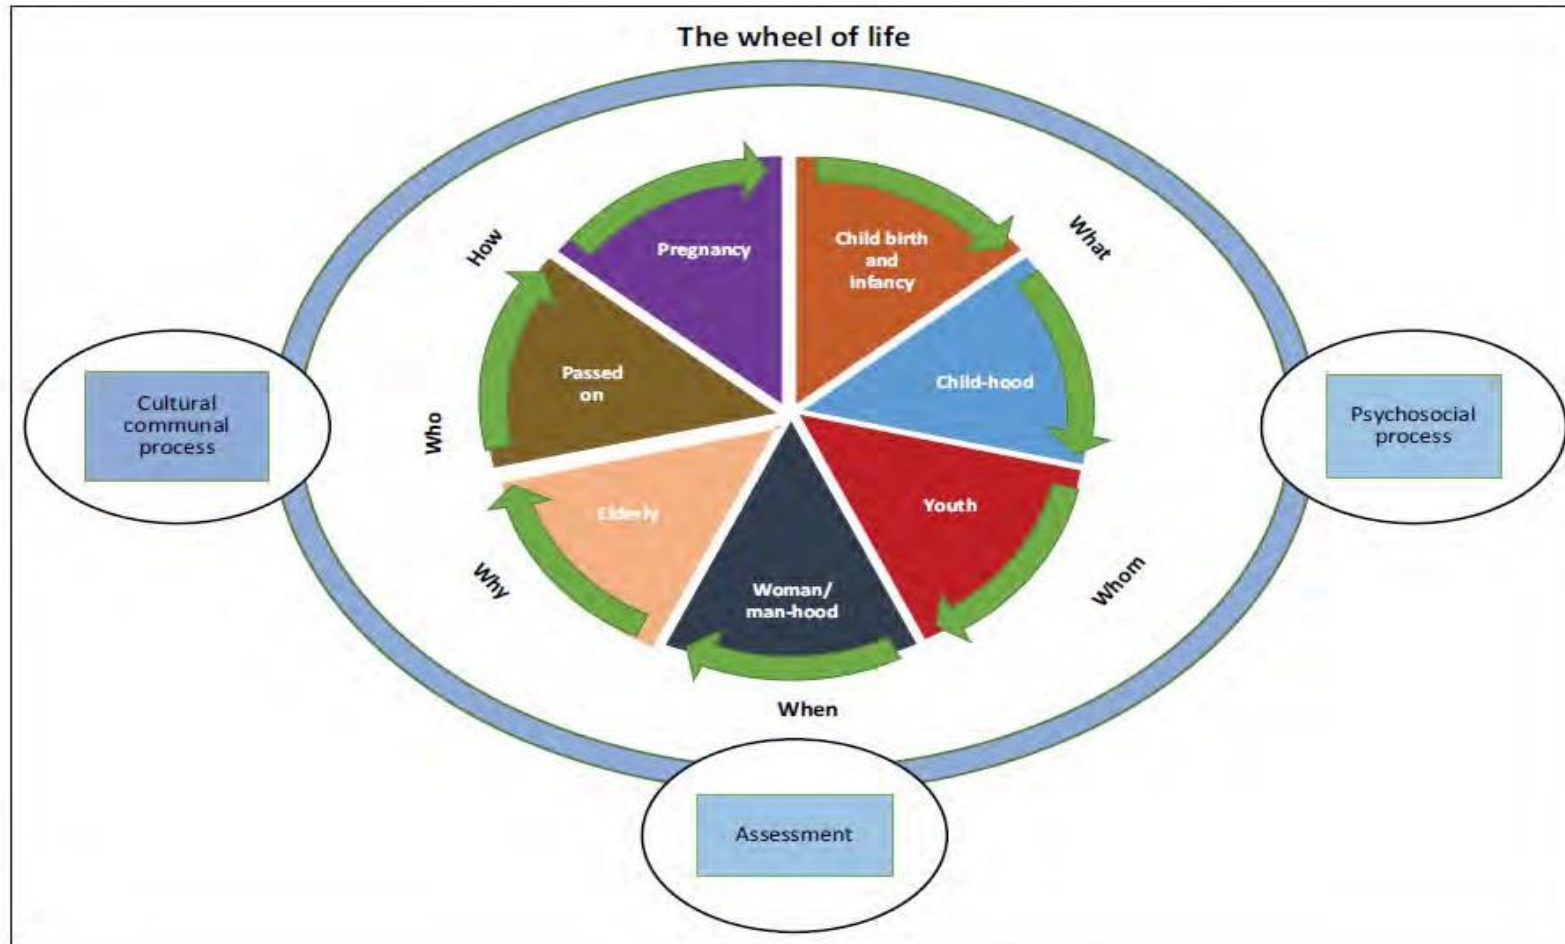 The wheel of life
How
What
Pregnancy
Child birth
and
infancy
Passed
on
Child-hood
Cultural
communal
process
Psychosocial
process
Who
Elderly
Youth
Why
Whom
Woman/
man-hood
When
Assessment